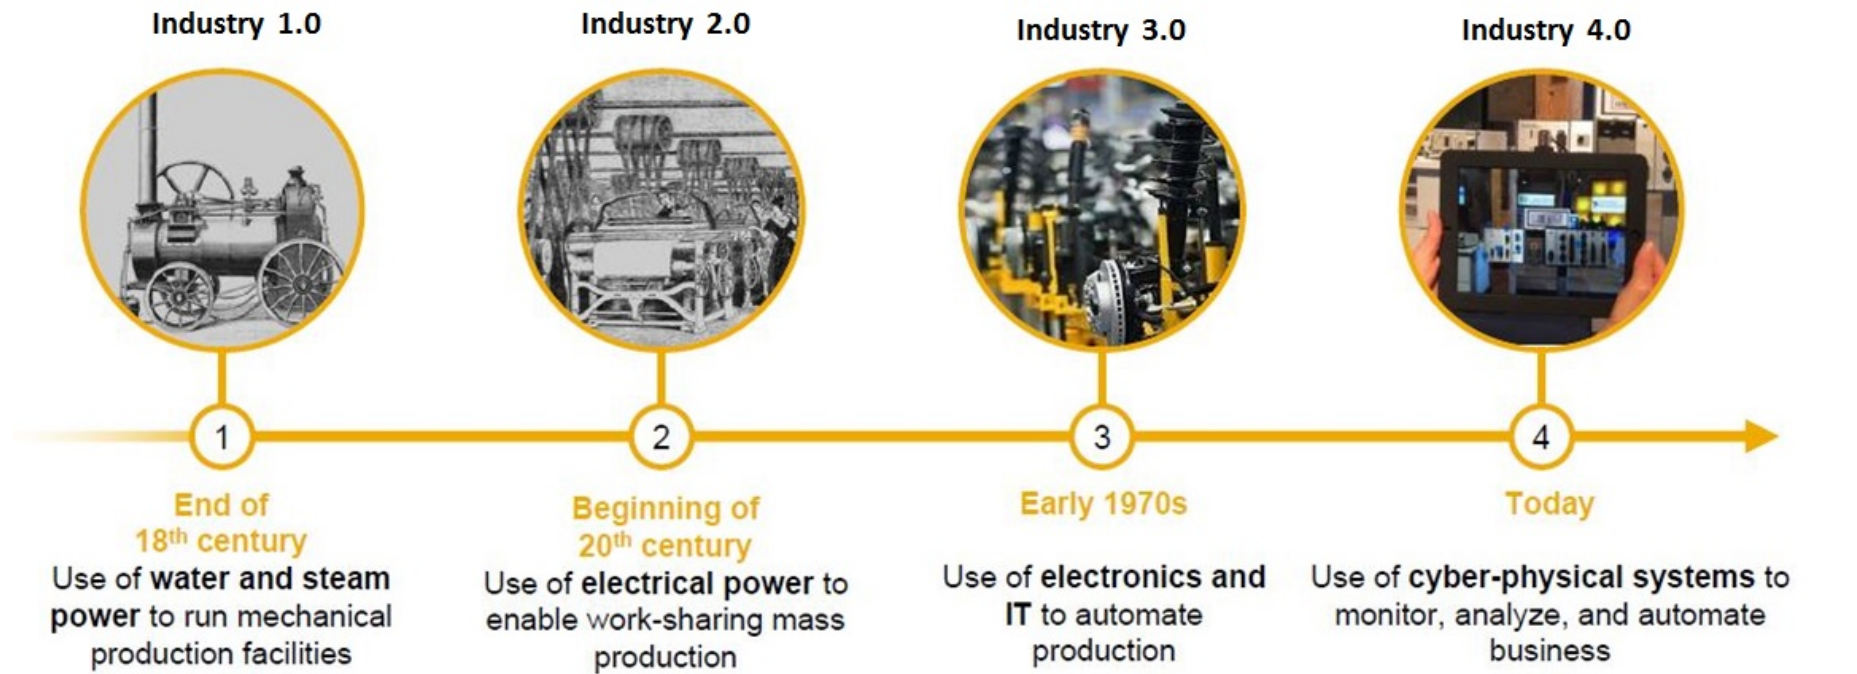 Industry 1.0
Industry 2.0
Industry 3.0
Industry 4.0
1
2
3
4
End of
18th century
Use of water and steam
power to run mechanical
production facilities
Beginning of
20th century
Use of electrical power to
enable work-sharing mass
production
Early 1970s
Use of electronics and
IT to automate
production
Today
Use of cyber-physical systems to
monitor, analyze, and automate
business